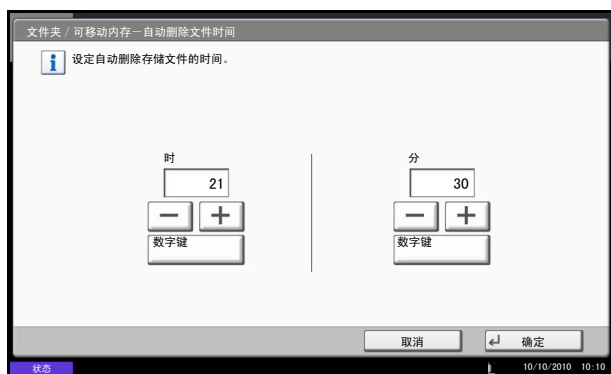 文件夹 / 可移动内存－自动删除文件时间
设定自动删除存储文件的时间。
时
分
21
30
数字键
数字键
取消
确定
状态
10/10/2010 10:10